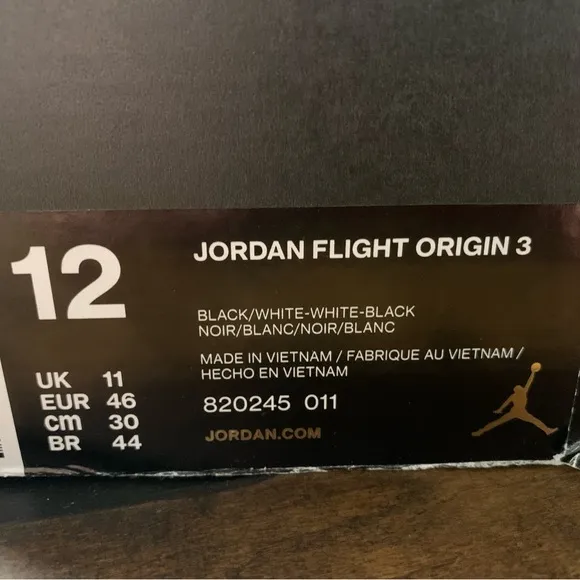 12
JORDAN FLIGHT ORIGIN 3
BLACK/WHITE-WHITE-BLACK
NOIR/BLANC/NOIR/BLANC
MADE IN VIETNAM / FABRIQUE AU VIETNAM /
HECHO EN VIETNAM
UK 11
EUR 46
cm 30
BR 44
820245 011
JORDAN.COM